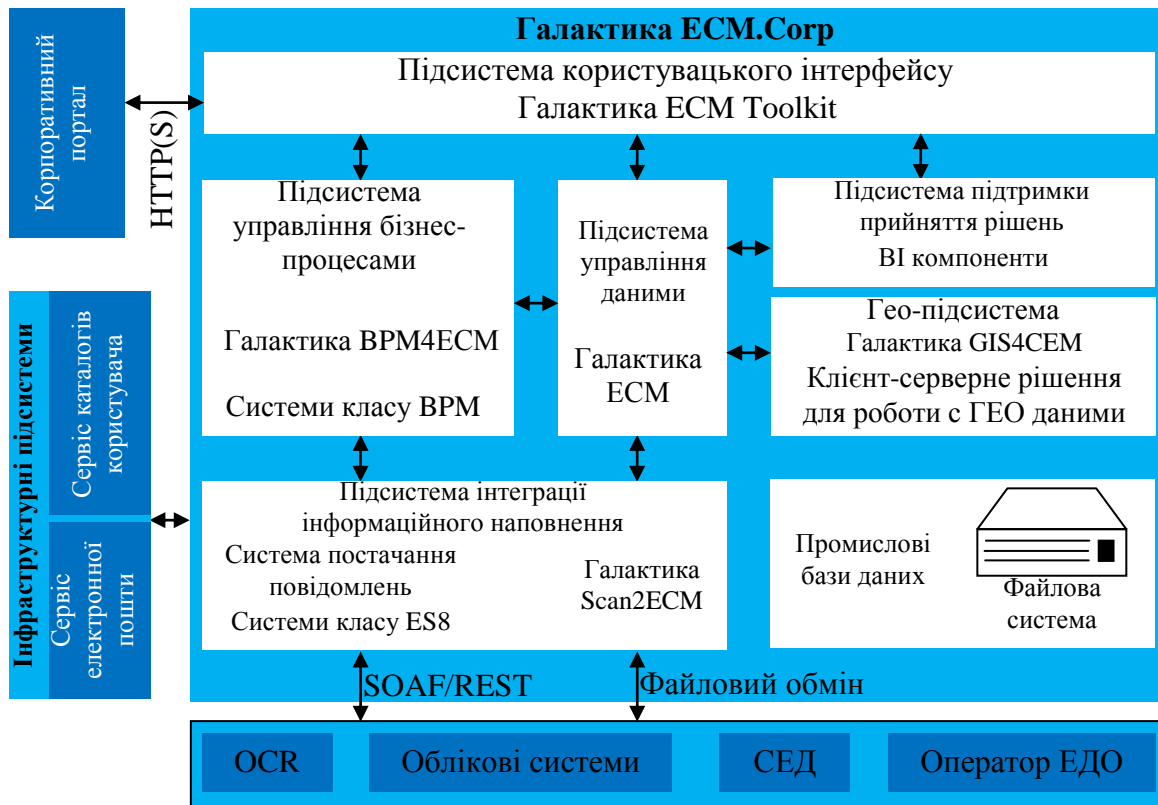 Корпоративний
портал
HTTP(S)
Галактика ECM.Corp
Підсистема користувацького інтерфейсу
Галактика ECM Toolkit
Підсистема
управління бізнес-
процесами
Галактика BPM4ECM
Системи класу BPM
Підсистема
управління
даними
Галактика
ECM
Підсистема підтримки
прийняття рішень
BI компоненти
Гео-підсистема
Галактика GIS4CEM
Клієнт-серверне рішення
для роботи с ГЕО даними
Інфраструктурні підсистеми
Сервіс каталогів
користувача
Сервіс
електронної
пошти
Підсистема інтеграції
інформаційного наповнення
Система постачання
повідомлень
Системи класу ES8
Галактика
Scan2ECM
Промислові
бази даних
Файлова
система
SOAF/REST
Файловий обмін
OCR
Облікові системи
СЕД
Оператор ЕДО